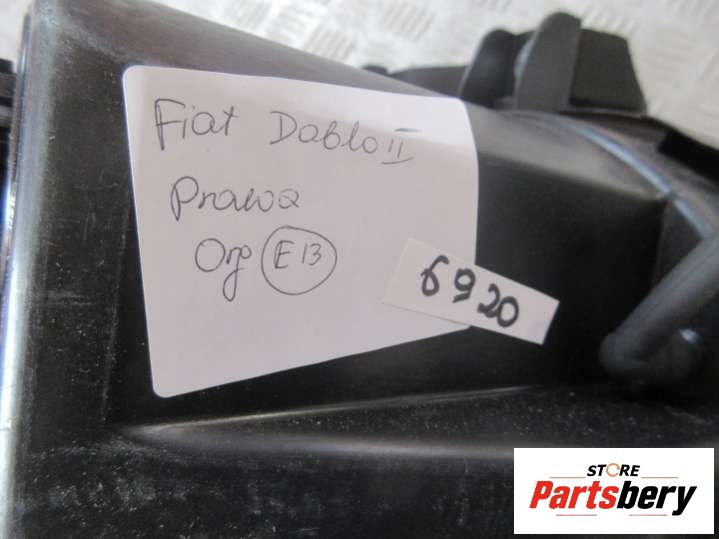 Fiat Doblo II
Prawa
Org E13
6920
STORE
Partsbery